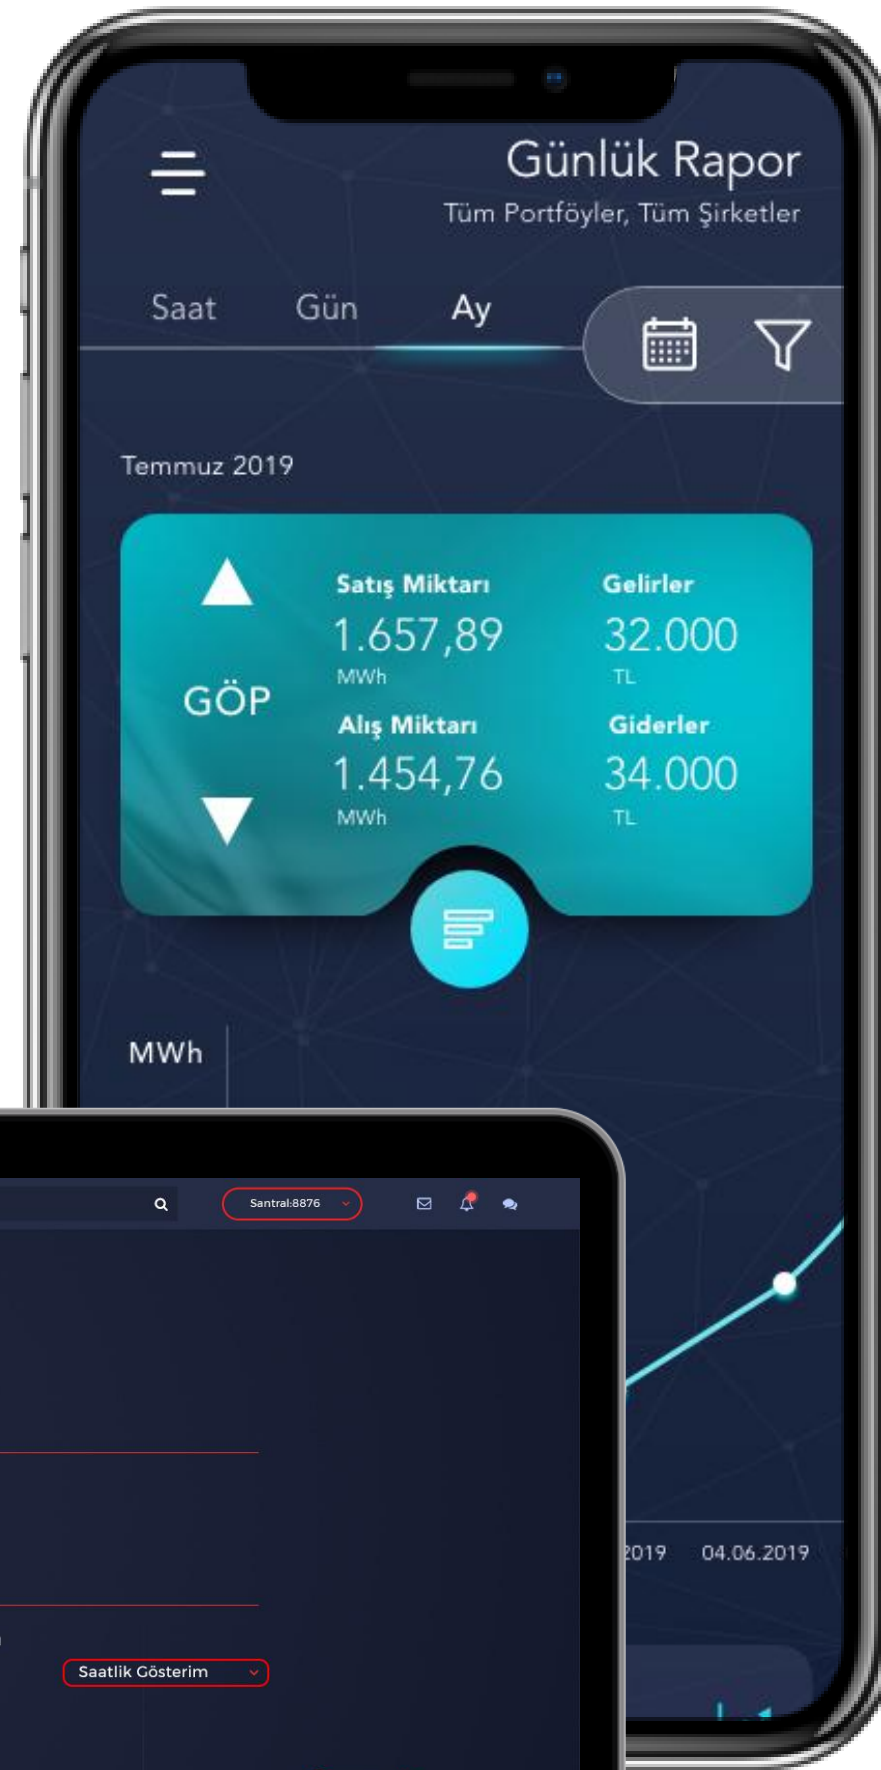 Günlük Rapor
Tüm Portföyler, Tüm Şirketler
Saat Gün Ay
Temmuz 2019
GÖP
Satış Miktarı
1.657,89
MWh
Gelirler
32.000
TL
Alış Miktarı
1.454,76
MWh
Giderler
34.000
TL
MWh
2019 04.06.2019
Santral:8876
Saatlik Gösterim